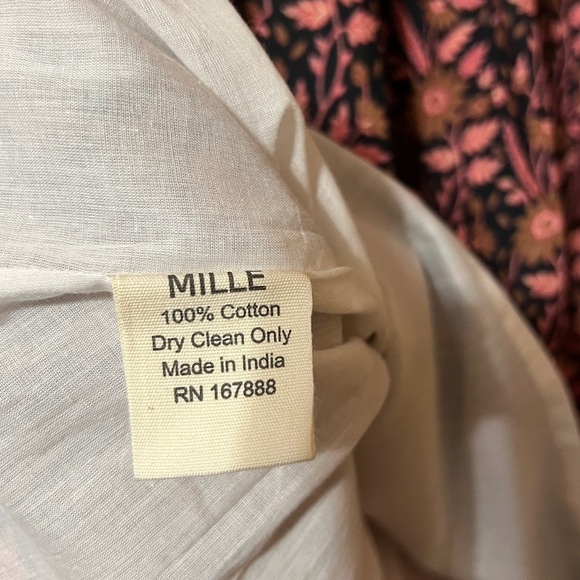 MILLE
100% Cotton
Dry Clean Only
Made in India
RN 167888